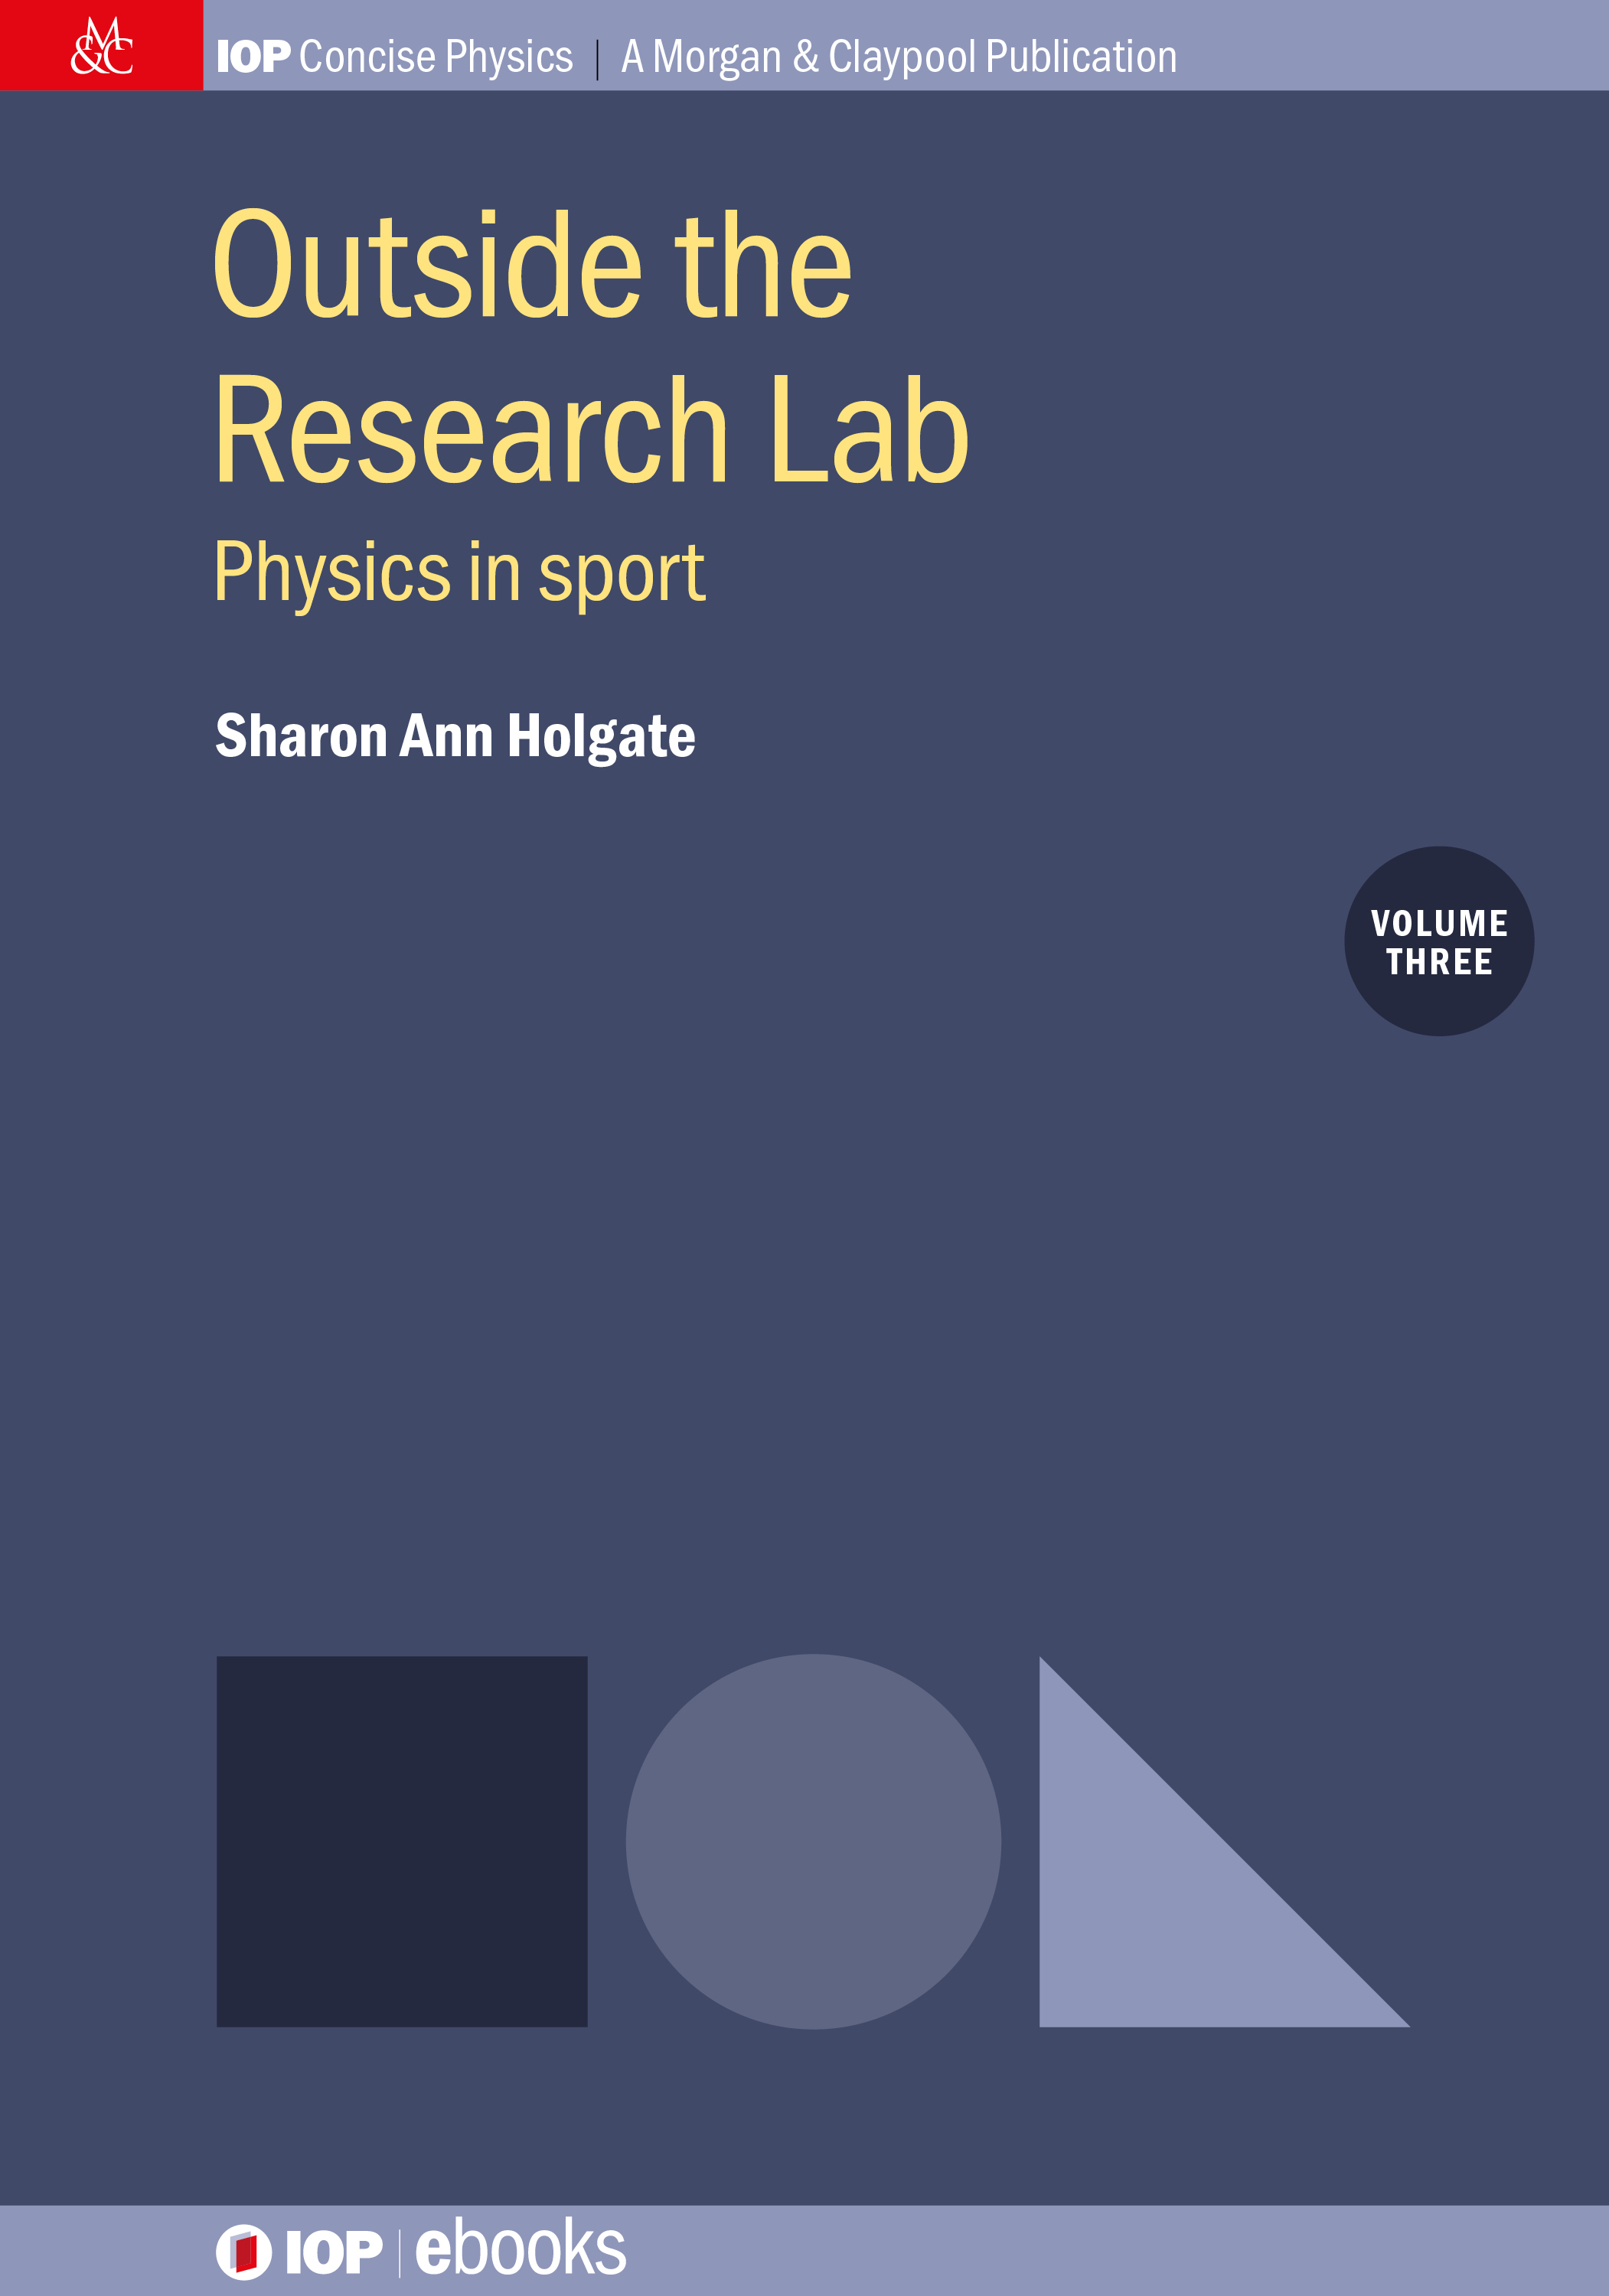 M&C
IOP Concise Physics | A Morgan & Claypool Publication
Outside the
Research Lab
Physics in sport
Sharon Ann Holgate
VOLUME
THREE
IOP | ebooks